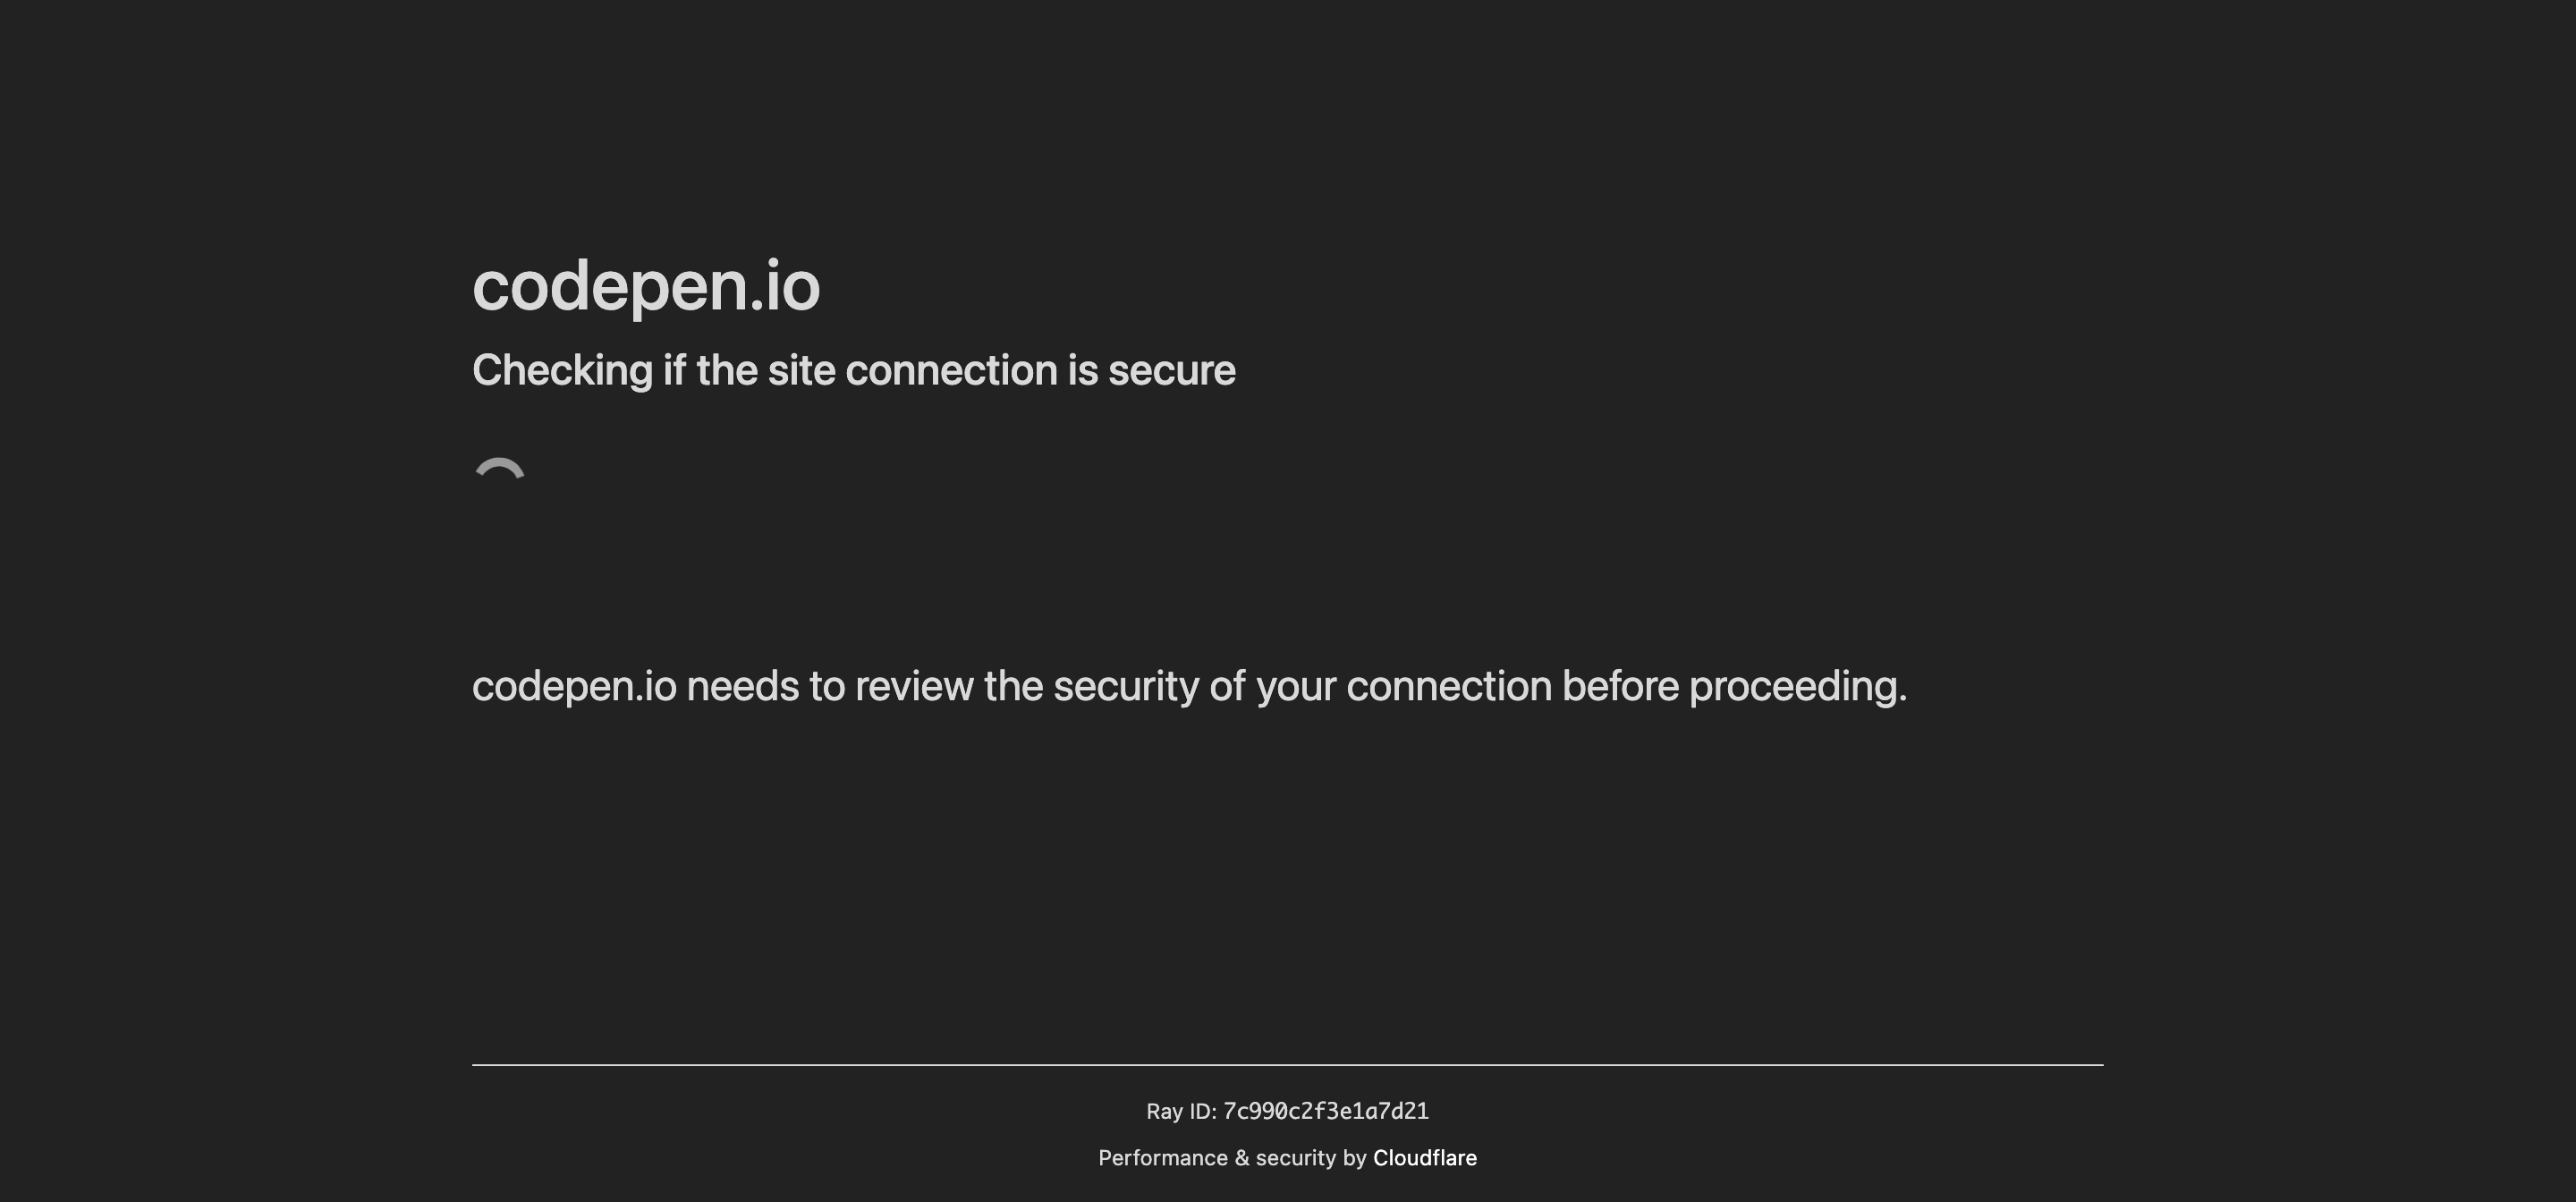 codepen.io
Checking if the site connection is secure
codepen.io needs to review the security of your connection before proceeding.
Ray ID: 7c990c2f3e1a7d21
Performance & security by Cloudflare